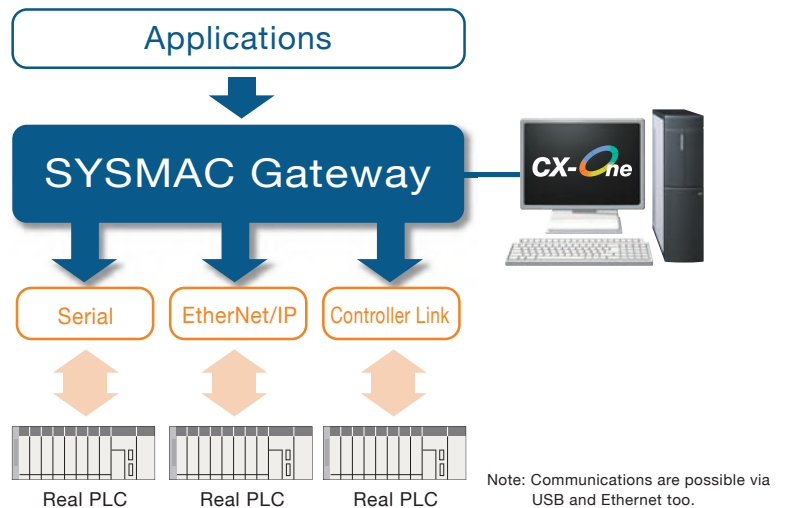 Applications
SYSMAC Gateway
CX-One
Serial
EtherNet/IP
Controller Link
Real PLC
Real PLC
Real PLC
Note: Communications are possible via
USB and Ethernet too.